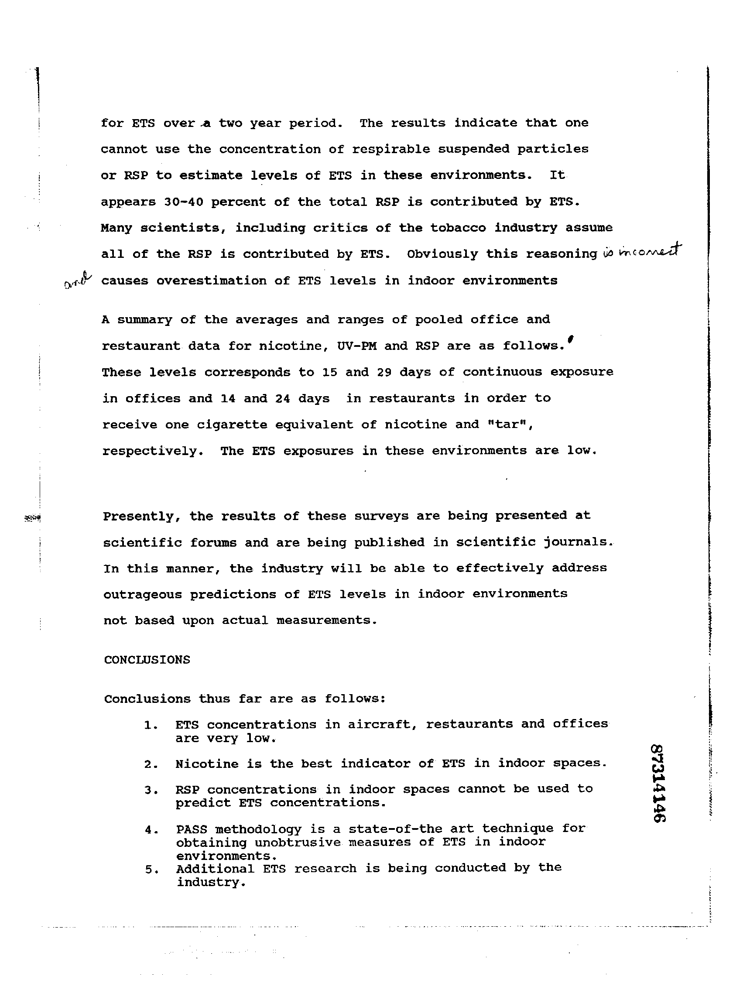 for ETS over a two year period. The results indicate that one
cannot use the concentration of respirable suspended particles
or RSP to estimate levels of ETS in these environments. It
appears 30-40 percent of the total RSP is contributed by ETS.
Many scientists, including critics of the tobacco industry assume
all of the RSP is contributed by ETS. Obviously this reasoning is incorrect
and causes overestimation of ETS levels in indoor environments
A summary of the averages and ranges of pooled office and
restaurant data for nicotine, UV-PM and RSP are as follows.
These levels corresponds to 15 and 29 days of continuous exposure
in offices and 14 and 24 days in restaurants in order to
receive one cigarette equivalent of nicotine and "tar",
respectively. The ETS exposures in these environments are low.
Presently, the results of these surveys are being presented at
scientific forums and are being published in scientific journals.
In this manner, the industry will be able to effectively address
outrageous predictions of ETS levels in indoor environments
not based upon actual measurements.
CONCLUSIONS
Conclusions thus far are as follows:
1. ETS concentrations in aircraft, restaurants and offices
are very low.
2. Nicotine is the best indicator of ETS in indoor spaces.
3. RSP concentrations in indoor spaces cannot be used to
predict ETS concentrations.
4. PASS methodology is a state-of-the art technique for
obtaining unobtrusive measures of ETS in indoor
environments.
5. Additional ETS research is being conducted by the
industry.
87314146